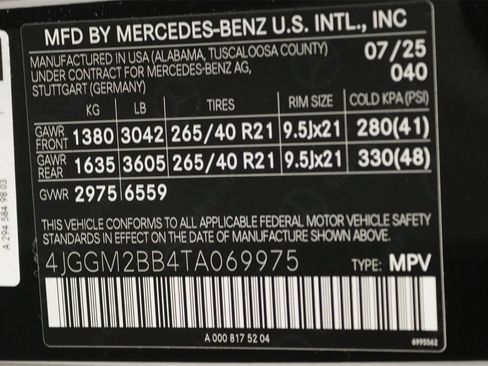 MFD BY MERCEDES-BENZ U.S. INTL., INC
MANUFACTURED IN USA (ALABAMA, TUSCALOOSA COUNTY) 07/25
UNDER CONTRACT FOR MERCEDES-BENZ AG, 040
STUTTGART (GERMANY)
KG LB TIRES RIM SIZE COLD KPA(PSI)
GAWR FRONT 1380 3042 265/40 R21 9.5Jx21 280(41)
GAWR REAR 1635 3605 265/40 R21 9.5Jx21 330(48)
GVWR 2975 6559
THIS VEHICLE CONFORMS TO ALL APPLICABLE FEDERAL MOTOR VEHICLE SAFETY
STANDARDS IN EFFECT ON THE DATE OF MANUFACTURE SHOWN ABOVE.
4JGGM2BB4TA069975 TYPE: MPV
A 000 817 52 04
6993562
A 294 584 98 03